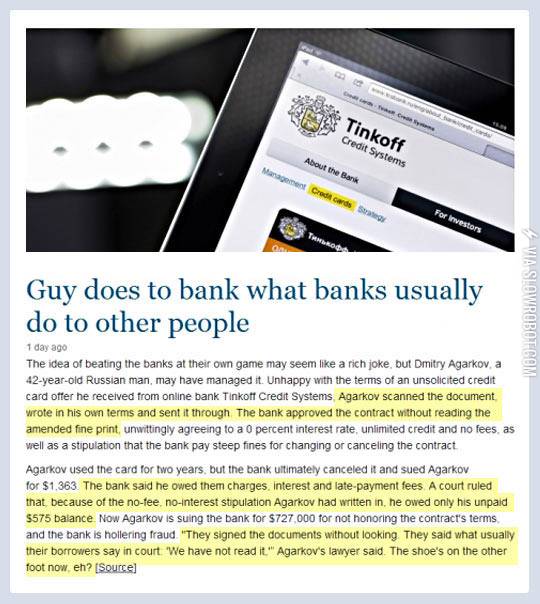 iPad
www.tcsbank.ru/eng/about_bank/credit_cards/
Credit cards - Tinkoff Credit Systems
Tinkoff
Credit Systems
About the Bank
For Investors
Management Credit cards Strategy
Guy does to bank what banks usually
do to other people
1 day ago
The idea of beating the banks at their own game may seem like a rich joke, but Dmitry Agarkov, a
42-year-old Russian man, may have managed it. Unhappy with the terms of an unsolicited credit
card offer he received from online bank Tinkoff Credit Systems, Agarkov scanned the document,
wrote in his own terms and sent it through. The bank approved the contract without reading the
amended fine print, unwittingly agreeing to a 0 percent interest rate, unlimited credit and no fees, as
well as a stipulation that the bank pay steep fines for changing or canceling the contract.
Agarkov used the card for two years, but the bank ultimately canceled it and sued Agarkov
for $1,363. The bank said he owed them charges, interest and late-payment fees. A court ruled
that, because of the no-fee, no-interest stipulation Agarkov had written in, he owed only his unpaid
$575 balance. Now Agarkov is suing the bank for $727,000 for not honoring the contract's terms,
and the bank is hollering fraud. "They signed the documents without looking. They said what usually
their borrowers say in court: 'We have not read it,'" Agarkov's lawyer said. The shoe's on the other
foot now, eh? [Source]
VIA SLOWROBOT.COM